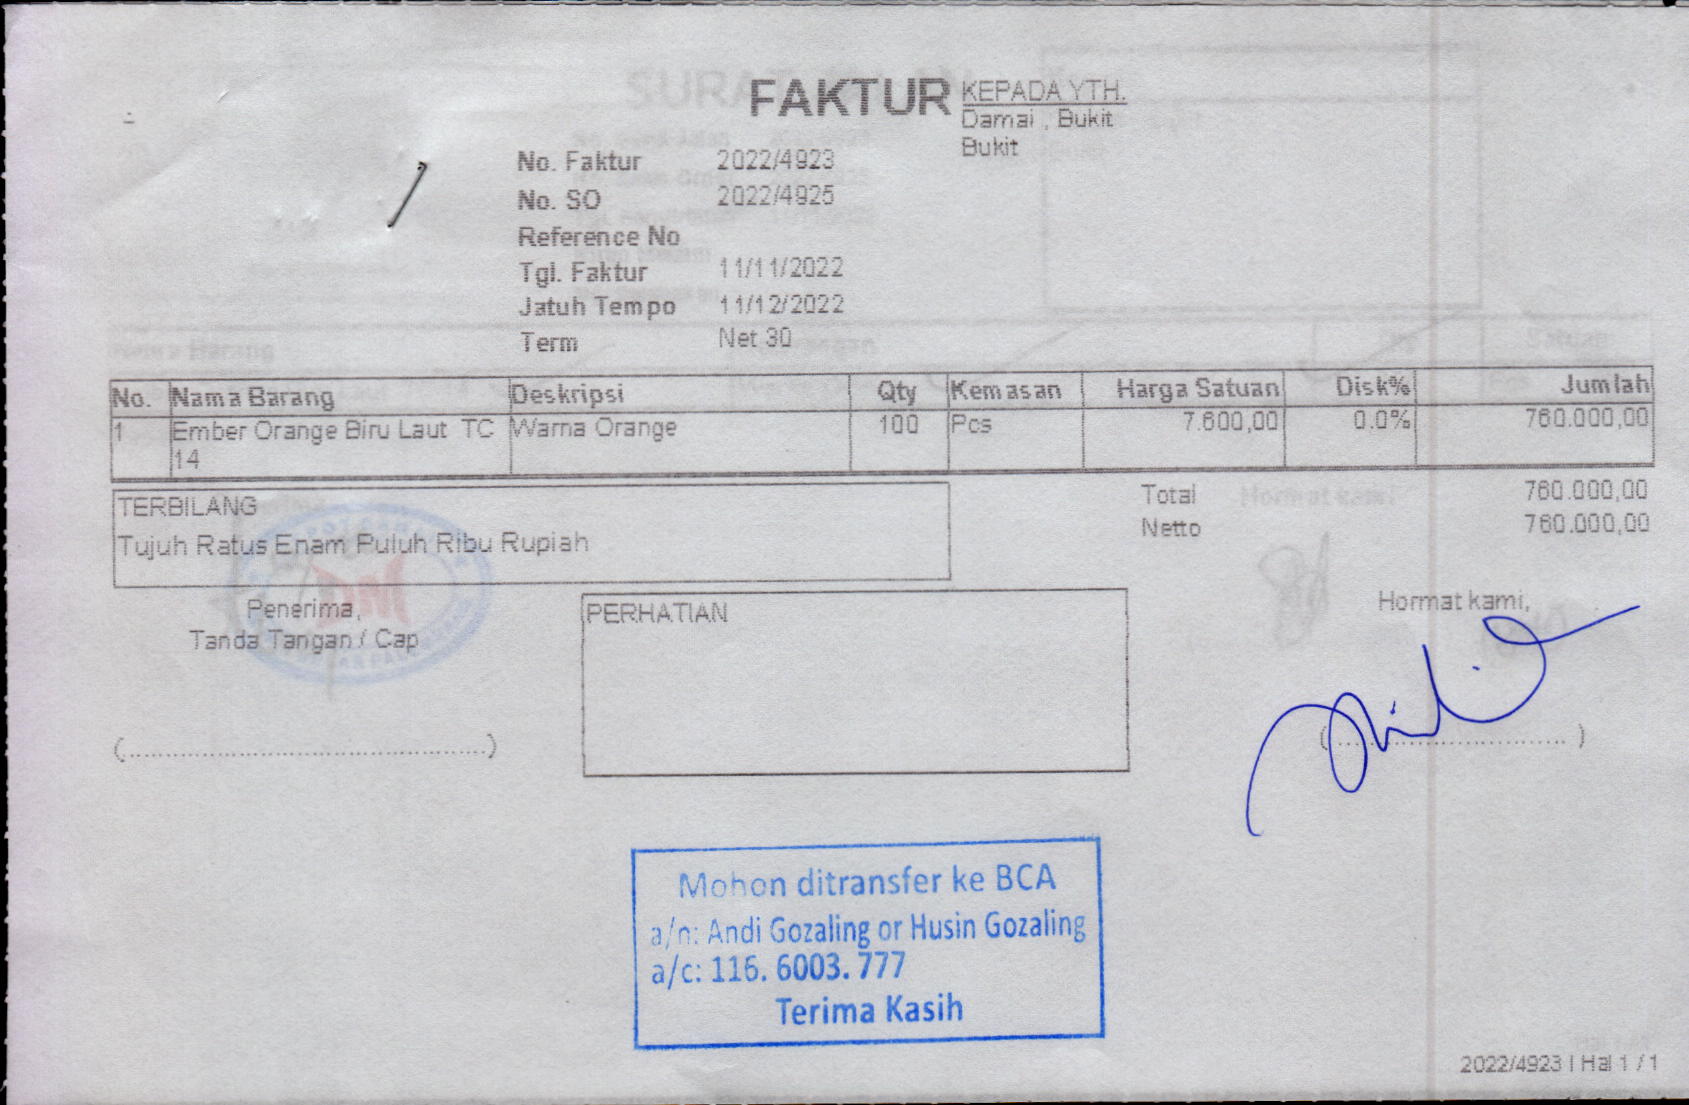 FAKTUR
KEPADA YTH.
Damai , Bukit
Bukit
No. Faktur 2022/4923
No. SO 2022/4925
Reference No
Tgl. Faktur 11/11/2022
Jatuh Tempo 11/12/2022
Term Net 30
No. Nama Barang Deskripsi Qty Kemasan Harga Satuan Disk% Jumlah
1 Ember Orange Biru Laut TC Warna Orange 100 Pcs 7.600,00 0.0% 760.000,00
14
TERBILANG
Tujuh Ratus Enam Puluh Ribu Rupiah
Total 760.000,00
Netto 760.000,00
Penerima,
Tanda Tangan / Cap
(..................................................)
PERHATIAN
Hormat kami,
(.................................. )
Mohon ditransfer ke BCA
a/n: Andi Gozaling or Husin Gozaling
a/c: 116. 6003. 777
Terima Kasih
2022/4923 | Hal 1 / 1